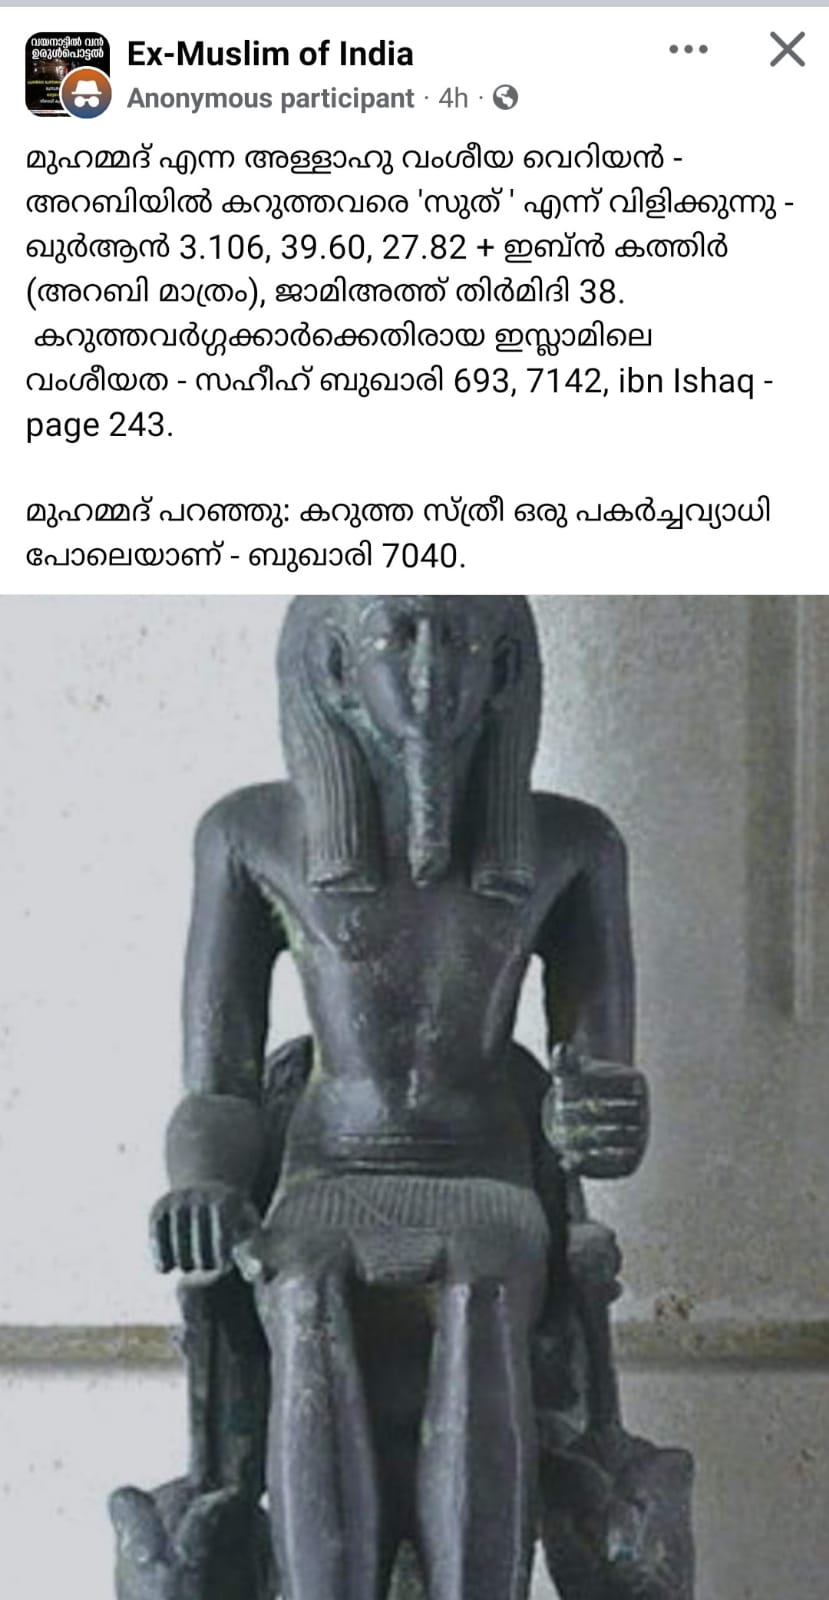 വയനാട്ടിൽ വൻ
ഉരുൾപൊട്ടൽ
Ex-Muslim of India
Anonymous participant · 4h ·
മുഹമ്മദ് എന്ന അള്ളാഹു വംശീയ വെറിയൻ -
അറബിയിൽ കറുത്തവരെ 'സുത് ' എന്ന് വിളിക്കുന്നു -
ഖുർആൻ 3.106, 39.60, 27.82 + ഇബ്ൻ കത്തിർ
(അറബി മാത്രം), ജാമിഅത്ത് തിർമിദി 38.
കറുത്തവർഗ്ഗക്കാർക്കെതിരായ ഇസ്ലാമിലെ
വംശീയത - സഹീഹ് ബുഖാരി 693, 7142, ibn Ishaq -
page 243.
മുഹമ്മദ് പറഞ്ഞു: കറുത്ത സ്ത്രീ ഒരു പകർച്ചവ്യാധി
പോലെയാണ് - ബുഖാരി 7040.